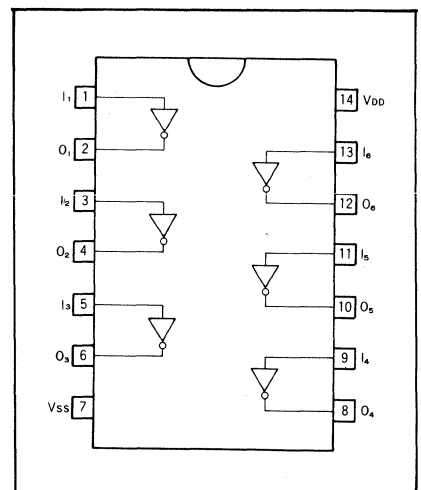 I₁ 1
14 VDD
O₁ 2
13 I₆
I₂ 3
12 O₆
O₂ 4
11 I₅
I₃ 5
10 O₅
O₃ 6
9 I₄
VSS 7
8 O₄